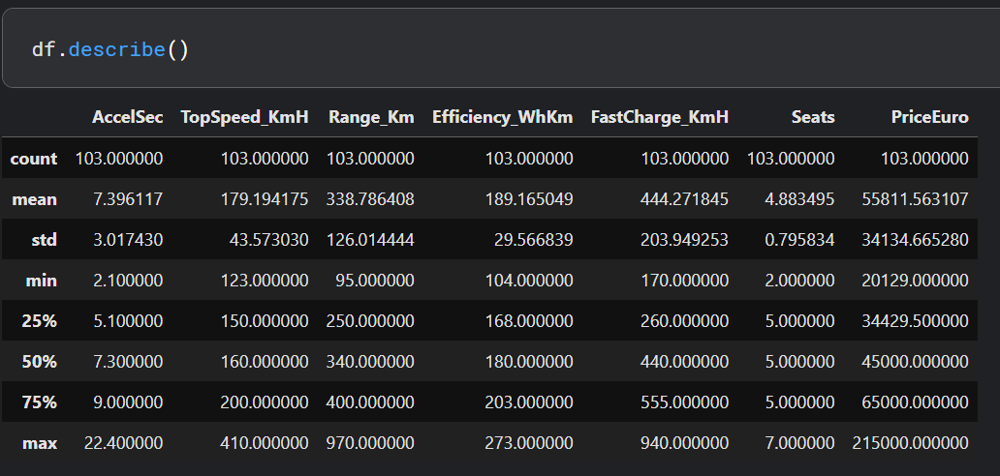 df.describe()
AccelSec TopSpeed_KmH Range_Km Efficiency_WhKm FastCharge_KmH Seats PriceEuro
count 103.000000 103.000000 103.000000 103.000000 103.000000 103.000000 103.000000
mean 7.396117 179.194175 338.786408 189.165049 444.271845 4.883495 55811.563107
std 3.017430 43.573030 126.014444 29.566839 203.949253 0.795834 34134.665280
min 2.100000 123.000000 95.000000 104.000000 170.000000 2.000000 20129.000000
25% 5.100000 150.000000 250.000000 168.000000 260.000000 5.000000 34429.500000
50% 7.300000 160.000000 340.000000 180.000000 440.000000 5.000000 45000.000000
75% 9.000000 200.000000 400.000000 203.000000 555.000000 5.000000 65000.000000
max 22.400000 410.000000 970.000000 273.000000 940.000000 7.000000 215000.000000